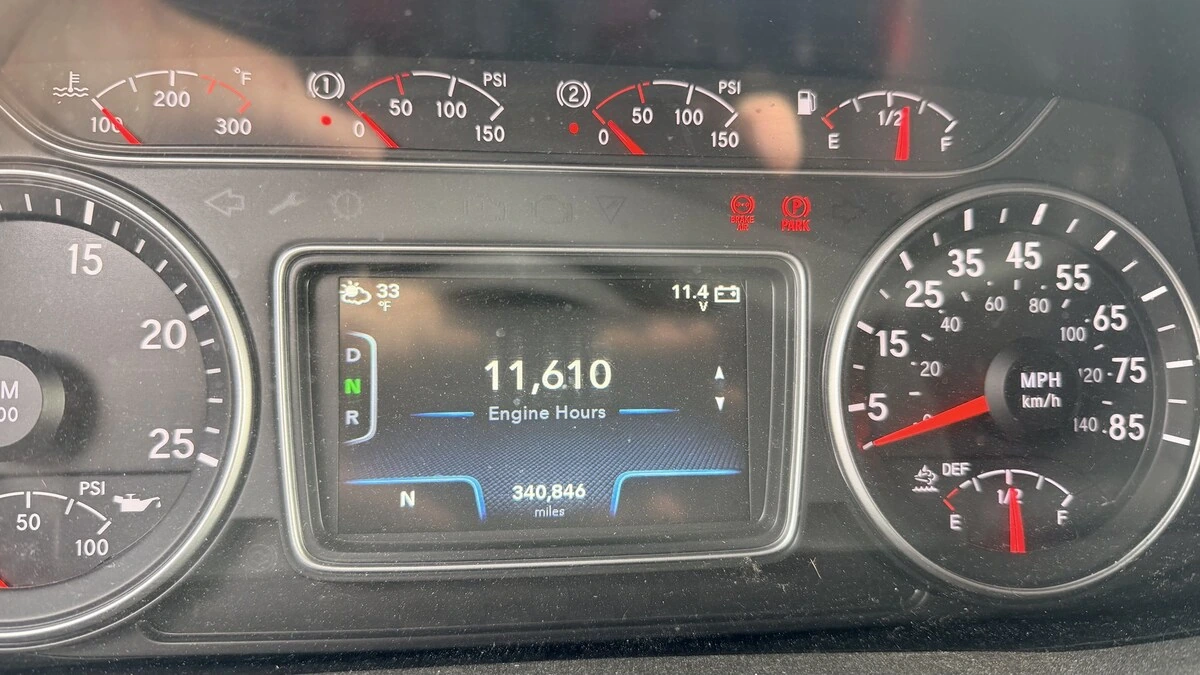 °F
200
100
300
1
PSI
50
100
0
150
2
PSI
50
100
0
150
1/2
E
F
15
20
25
PSI
50
100
BRAKE
AIR
P
PARK
33
°F
11.4
V
D
N
R
11,610
Engine Hours
N
340,846
miles
5
15
25
35
45
55
65
75
85
20
40
60
80
100
120
140
MPH
km/h
DEF
1/2
E
F